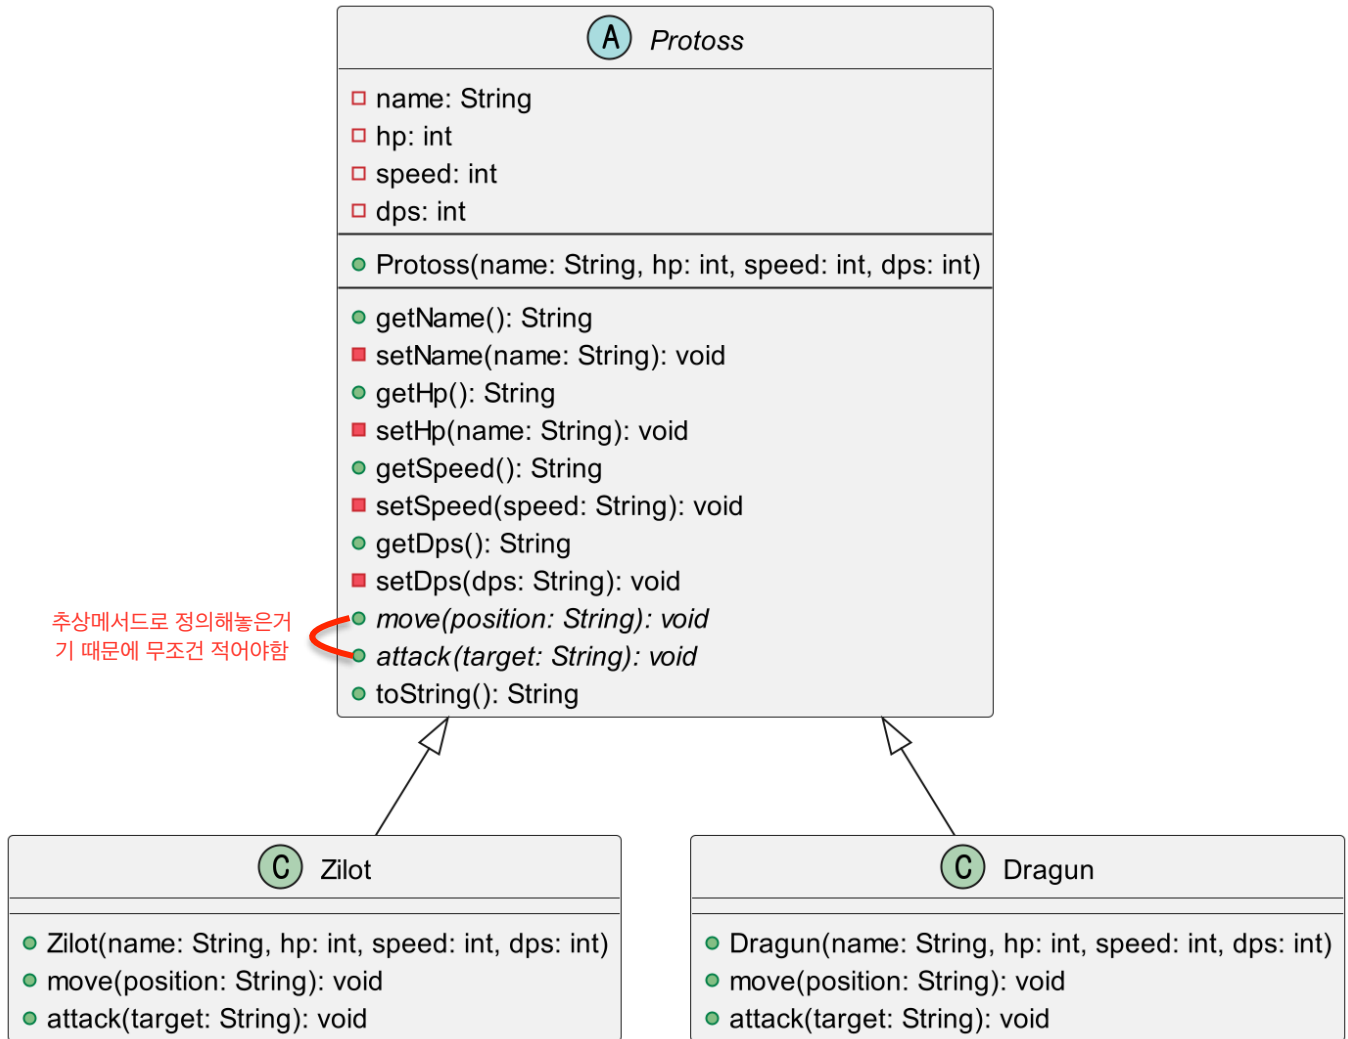 A Protoss
name: String
hp: int
speed: int
dps: int
Protoss(name: String, hp: int, speed: int, dps: int)
getName(): String
setName(name: String): void
getHp(): String
setHp(name: String): void
getSpeed(): String
setSpeed(speed: String): void
getDps(): String
setDps(dps: String): void
추상메서드로 정의해놓은거
기 때문에 무조건 적어야함
move(position: String): void
attack(target: String): void
toString(): String
C Zilot
Zilot(name: String, hp: int, speed: int, dps: int)
move(position: String): void
attack(target: String): void
C Dragun
Dragun(name: String, hp: int, speed: int, dps: int)
move(position: String): void
attack(target: String): void